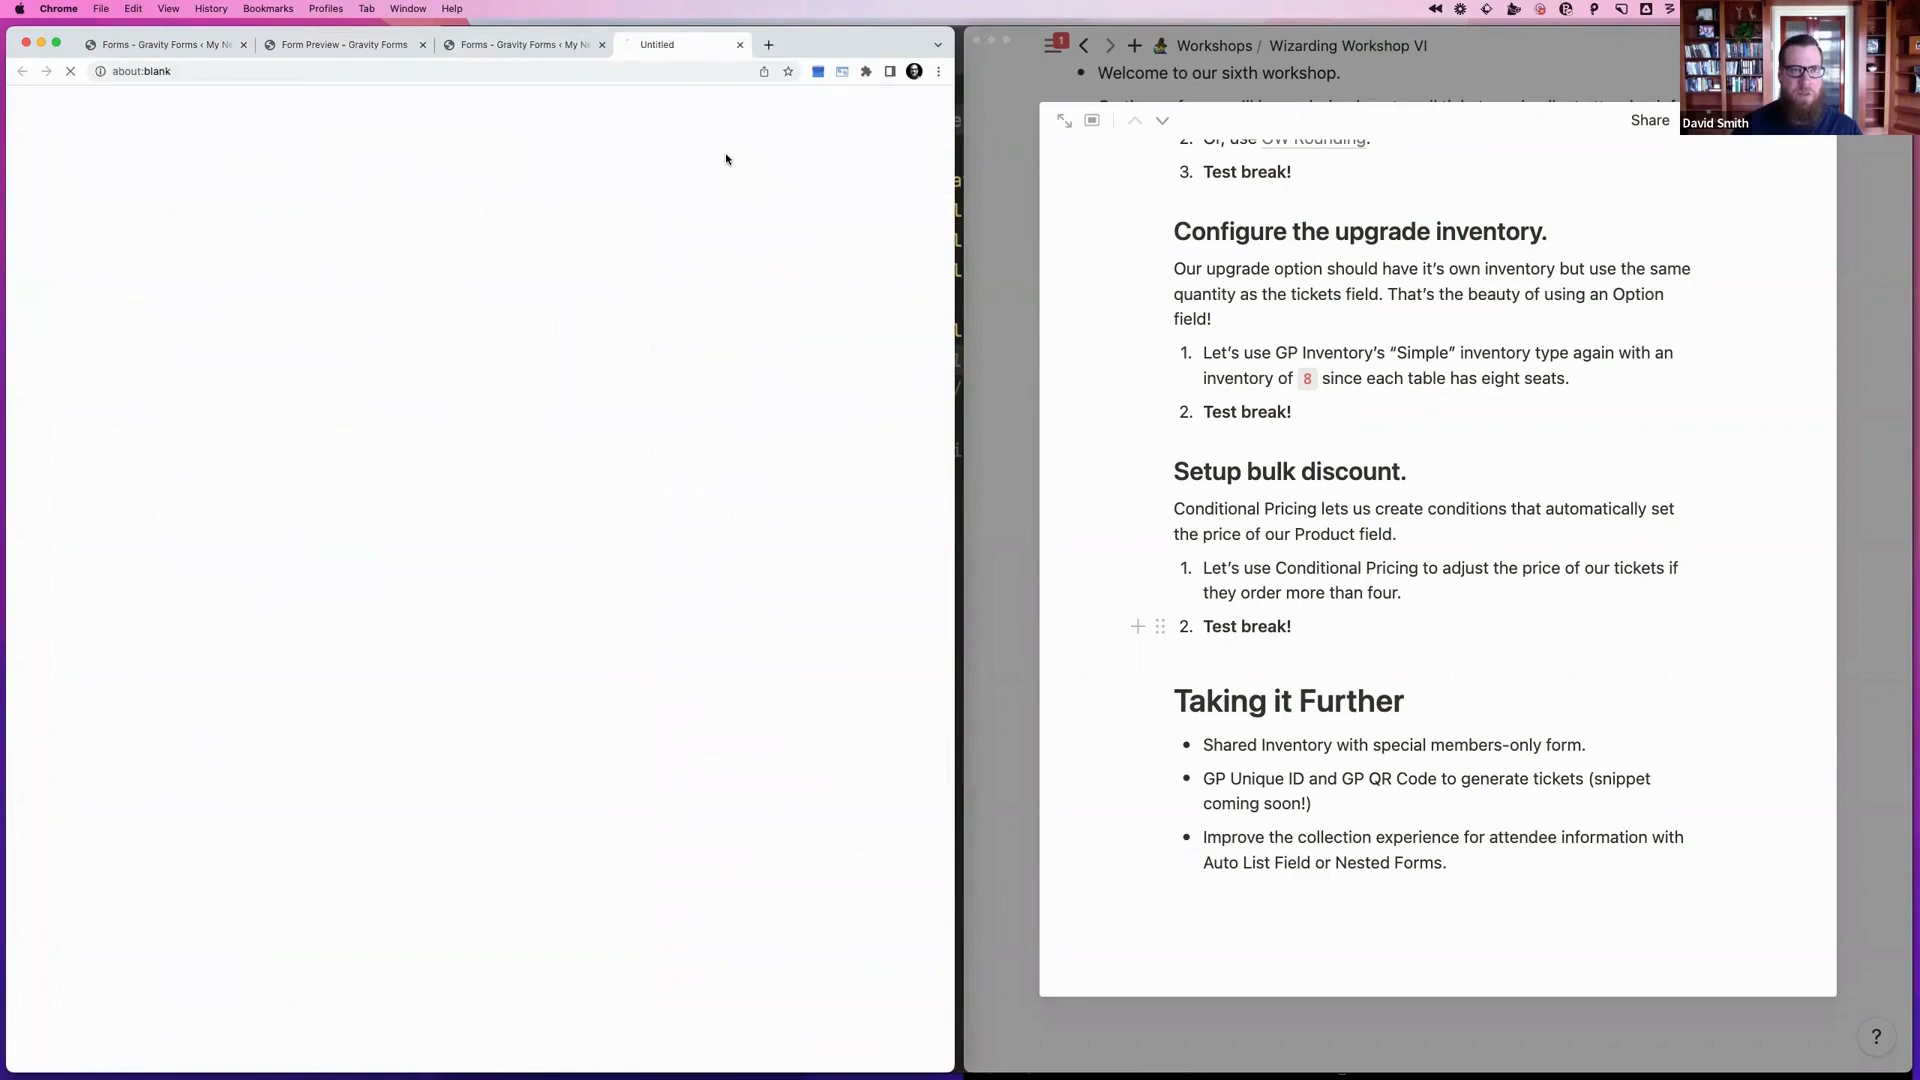 Chrome File Edit View History Bookmarks Profiles Tab Window Help
Forms - Gravity Forms ‹ My Ne
Form Preview - Gravity Forms
Forms - Gravity Forms ‹ My Ne
Untitled
about:blank
1
Workshops / Wizarding Workshop VI
Welcome to our sixth workshop.
Share
David Smith
2. Or, use GW Rounding.
3. Test break!
Configure the upgrade inventory.
Our upgrade option should have it’s own inventory but use the same
quantity as the tickets field. That’s the beauty of using an Option
field!
1. Let’s use GP Inventory’s “Simple” inventory type again with an
inventory of 8 since each table has eight seats.
2. Test break!
Setup bulk discount.
Conditional Pricing lets us create conditions that automatically set
the price of our Product field.
1. Let’s use Conditional Pricing to adjust the price of our tickets if
they order more than four.
2. Test break!
Taking it Further
• Shared Inventory with special members-only form.
• GP Unique ID and GP QR Code to generate tickets (snippet
coming soon!)
• Improve the collection experience for attendee information with
Auto List Field or Nested Forms.
?